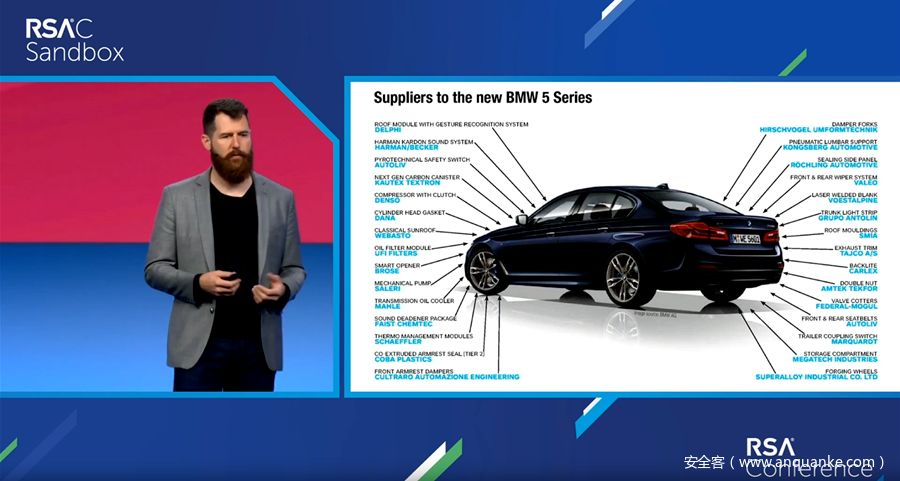 RSAC
Sandbox
Suppliers to the new BMW 5 Series
ROOF MODULE WITH GESTURE RECOGNITION SYSTEM
DELPHI
HARMAN KARDON SOUND SYSTEM
HARMAN/BECKER
PYROTECHNICAL SAFETY SWITCH
AUTOLIV
NEXT GEN CARBON CANISTER
KAUTEX TEXTRON
COMPRESSOR WITH CLUTCH
DENSO
CYLINDER HEAD GASKET
DANA
CLASSICAL SUNROOF
WEBASTO
OIL FILTER MODULE
UFI FILTERS
SMART OPENER
BROSE
MECHANICAL PUMP
SALERI
TRANSMISSION OIL COOLER
MAHLE
SOUND DEADENER PACKAGE
FAIST CHEMTEC
THERMO MANAGEMENT MODULES
SCHAEFFLER
CO EXTRUDED ARMREST SEAL [TIER 2]
COBA PLASTICS
FRONT ARMREST DAMPERS
CULTRARO AUTOMAZIONE ENGINEERING
DAMPER FORKS
HIRSCHVOGEL UMFORMTECHNIK
PNEUMATIC LUMBAR SUPPORT
KONGSBERG AUTOMOTIVE
SEALING SIDE PANEL
RÖCHLING AUTOMOTIVE
FRONT & REAR WIPER SYSTEM
VALEO
LASER WELDED BLANK
VOESTALPINE
TRUNK LIGHT STRIP
GRUPO ANTOLIN
ROOF MOULDINGS
SMIA
EXHAUST TRIM
TAJCO A/S
BACKLITE
CARLEX
DOUBLE NUT
AMTEK TEKFOR
VALVE COTTERS
FEDERAL-MOGUL
FRONT & REAR SEATBELTS
AUTOLIV
TRAILER COUPLING SWITCH
MARQUARDT
STORAGE COMPARTMENT
MEGATECH INDUSTRIES
FORGING WHEELS
SUPERALLOY INDUSTRIAL CO. LTD
Image source: BMW AG
RSA
Conference
安全客（www.anquanke.com）